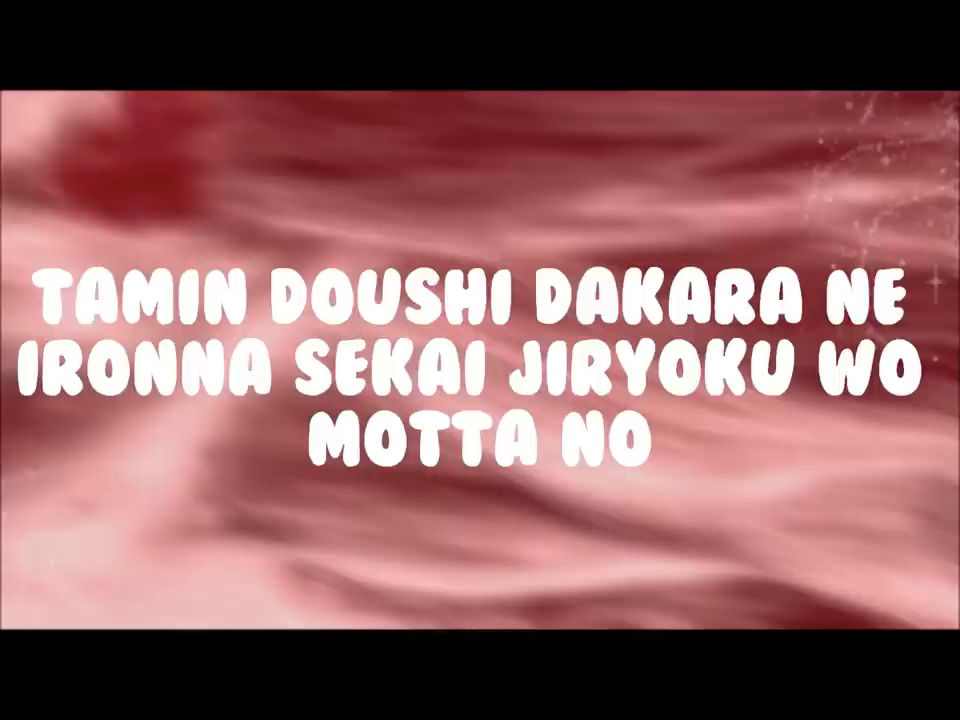 TAMIN DOUSHI DAKARA NE
IRONNA SEKAI JIRYOKU WO
MOTTA NO